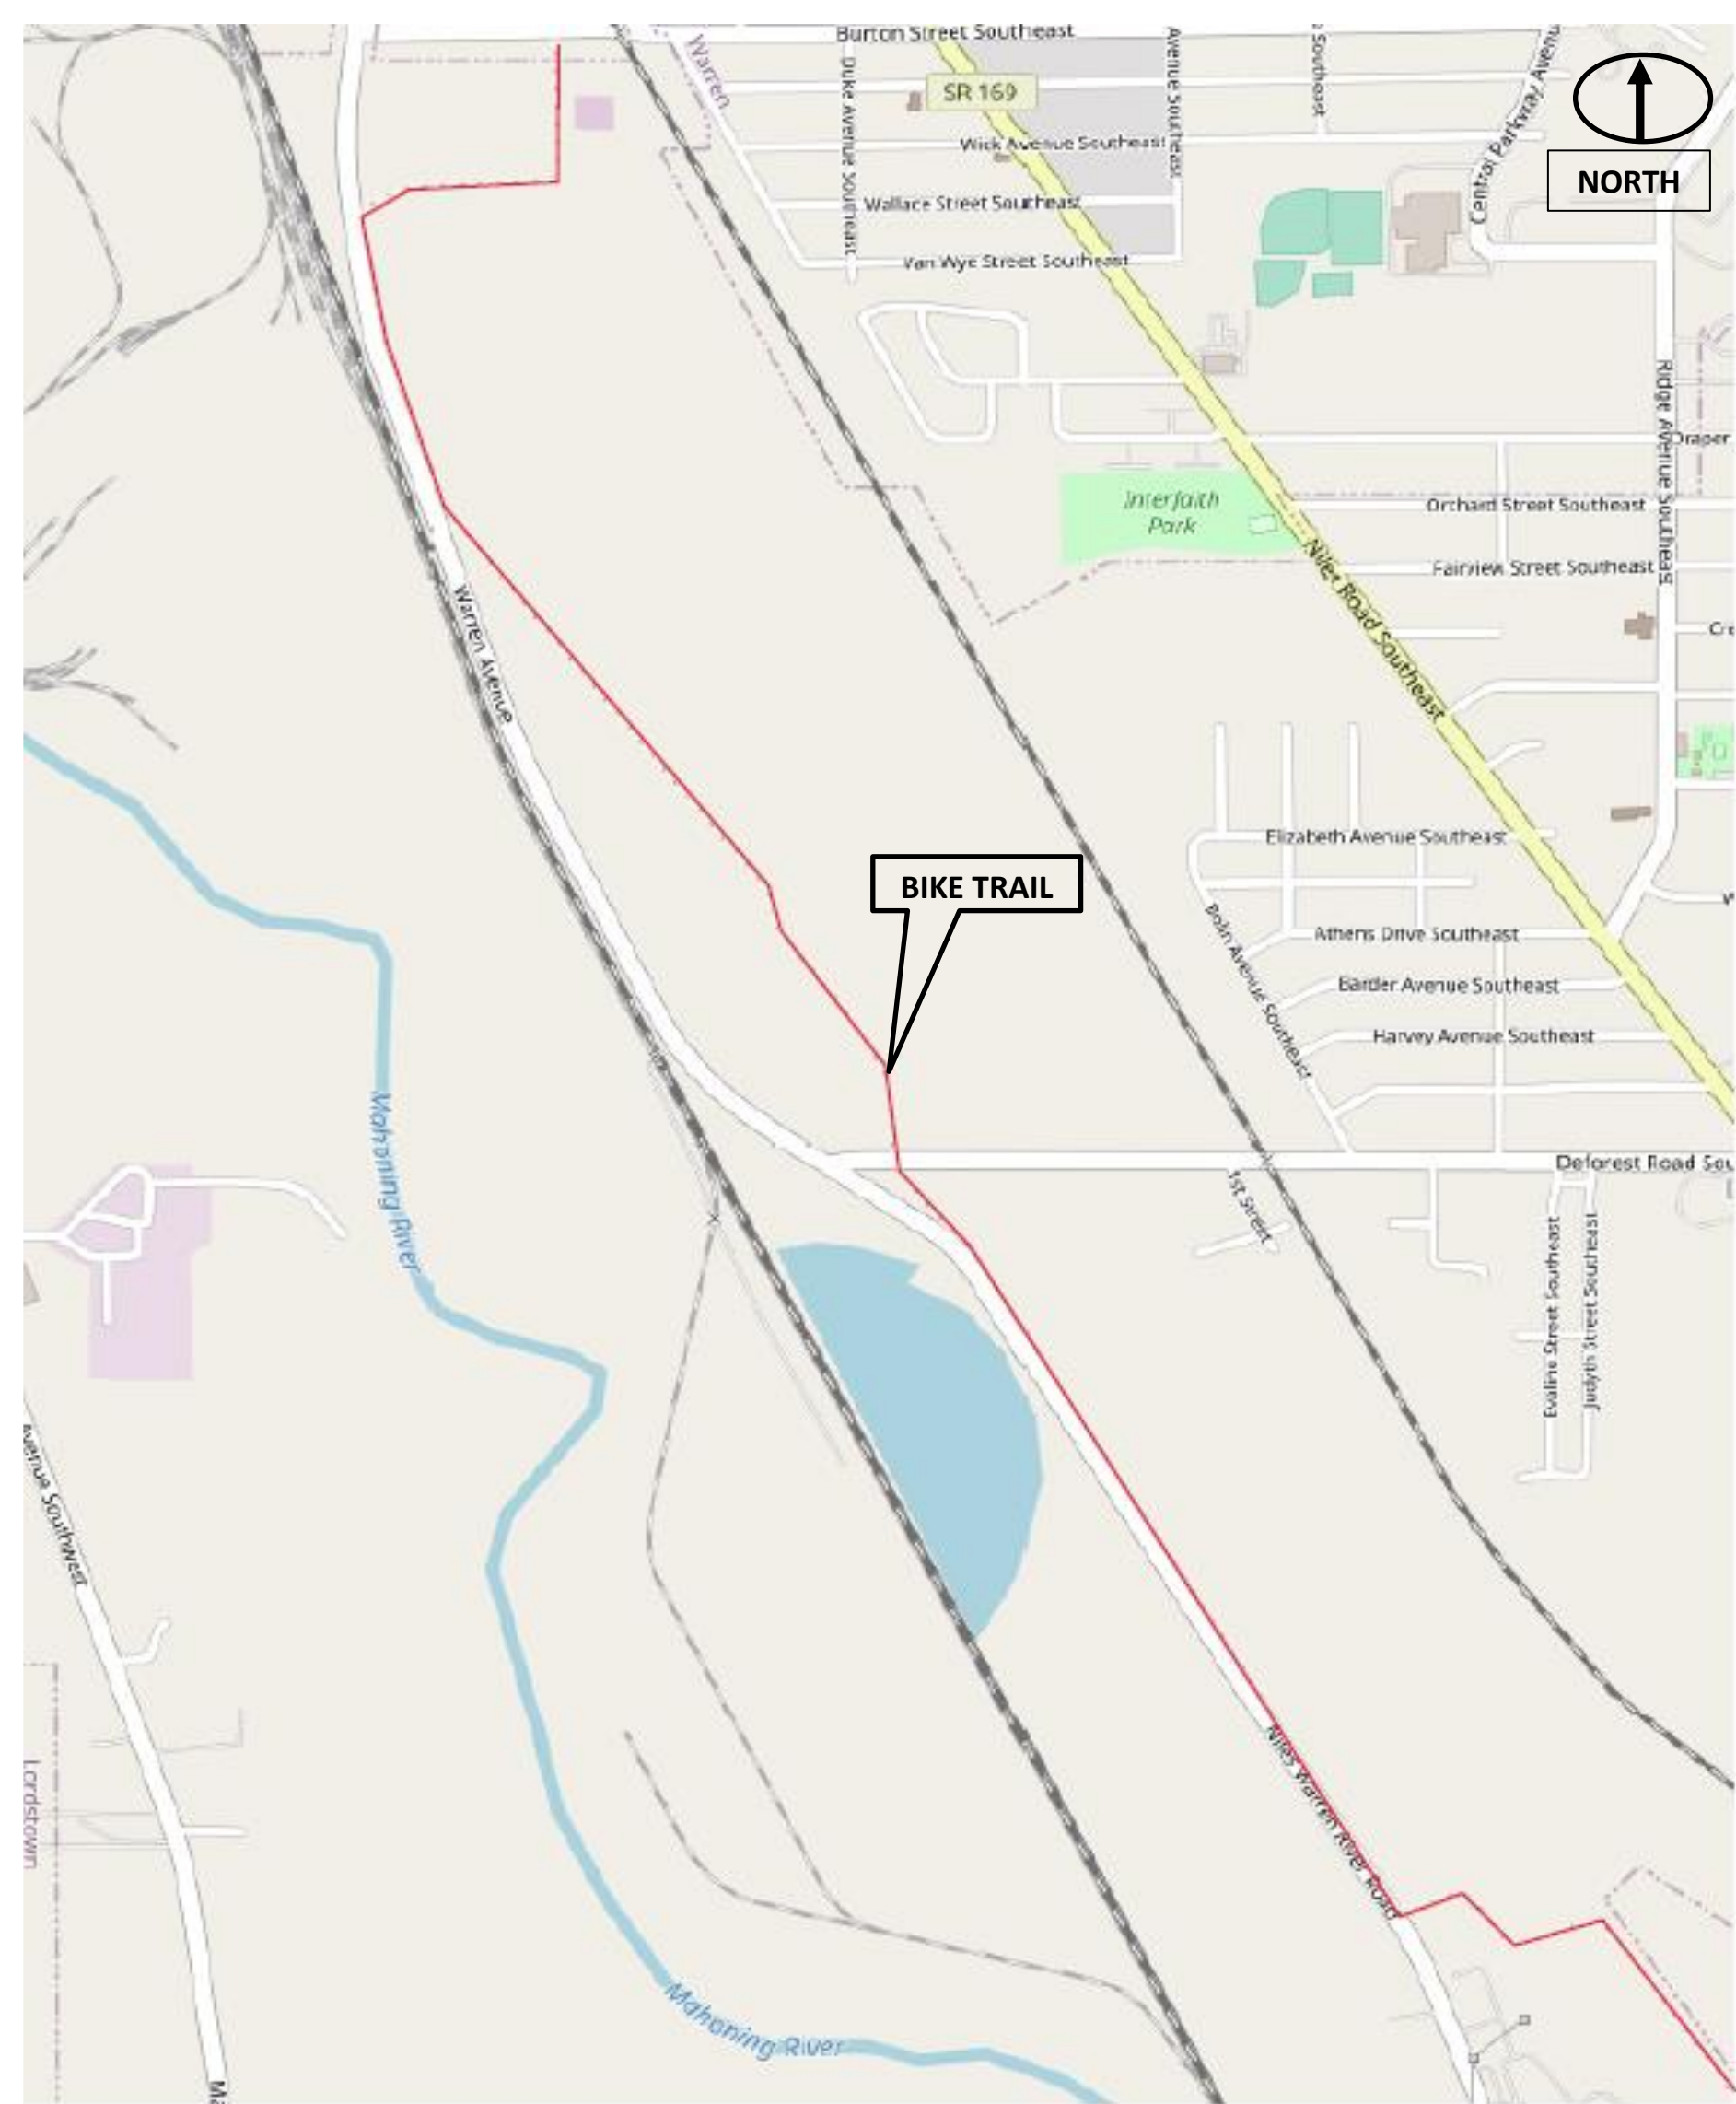 Burton Street Southeast
Warren
Duke Avenue Southeast
SR 169
Avenue Southeast
Southeast
Central Parkway Avenu
NORTH
Wick Avenue Southeast
Wallace Street Southeast
Van Wye Street Southeast
Ridge Avenue Southeast
Draper
Interfaith
Park
Orchard Street Southeast
Fairview Street Southeast
Niles Road Southeast
Warren Avenue
Elizabeth Avenue Southeast
BIKE TRAIL
Bolin Avenue Southeast
Athens Drive Southeast
Barder Avenue Southeast
Harvey Avenue Southeast
Mahoning River
Deforest Road Sou
1st Street
Evaline Street Southeast
Judyth Street Southeast
Avenue Southwest
Niles Warren River Road
Lordstown
Mahoning River
Ma